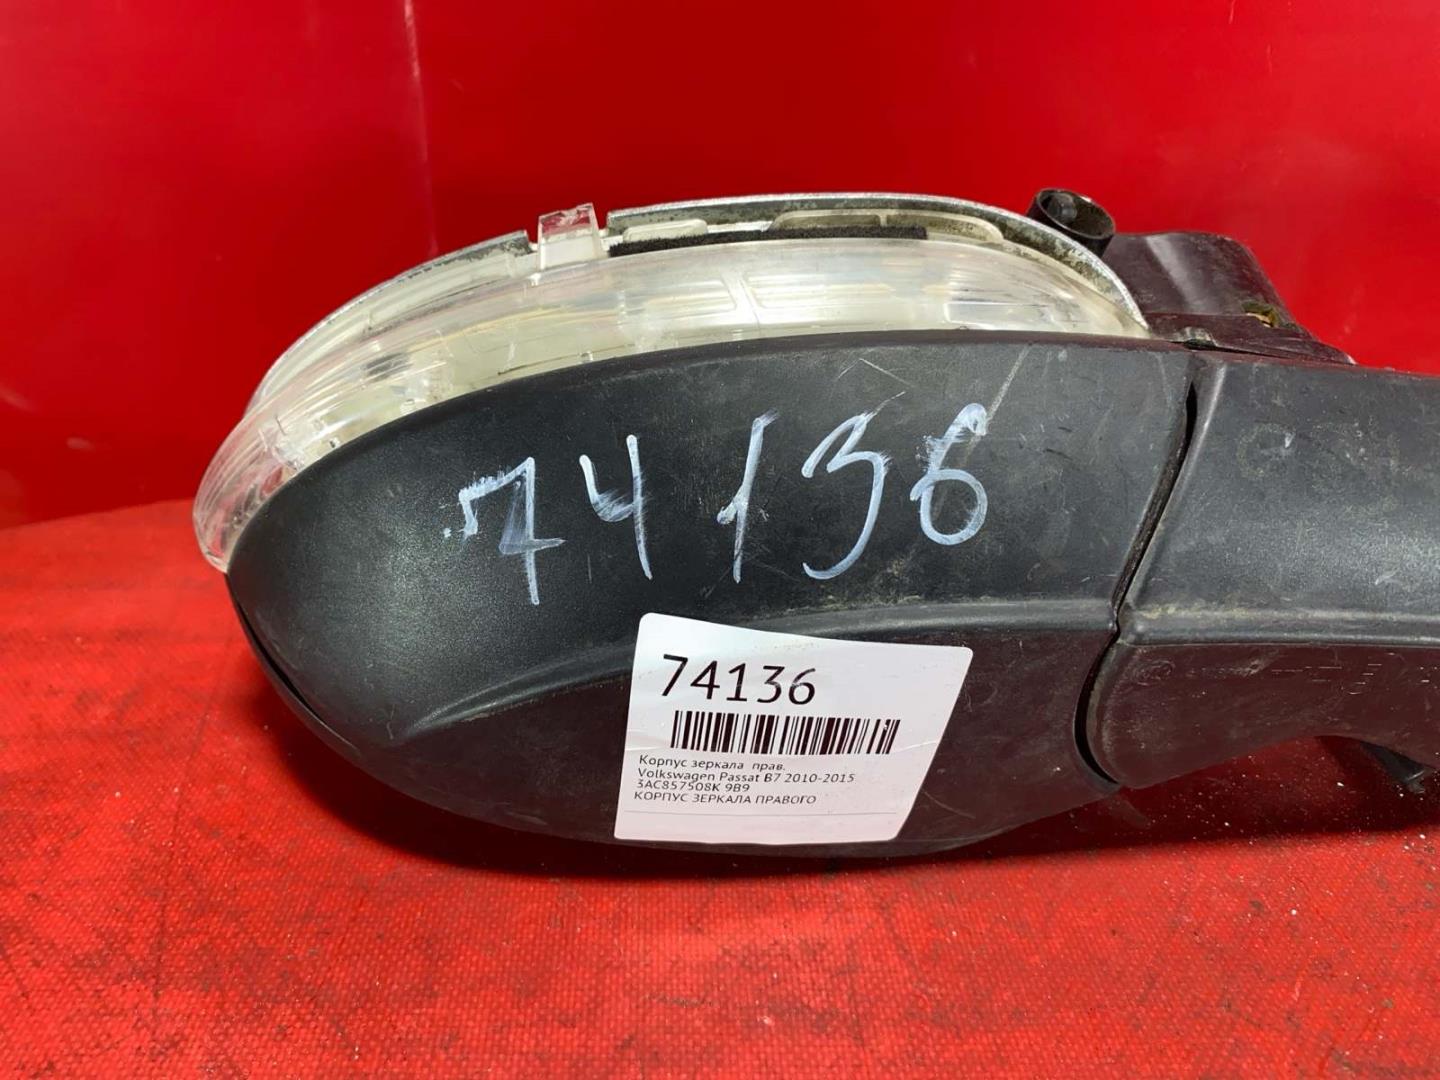 74136
74136
Корпус зеркала прав.
Volkswagen Passat B7 2010-2015
3AC857508K 9B9
КОРПУС ЗЕРКАЛА ПРАВОГО